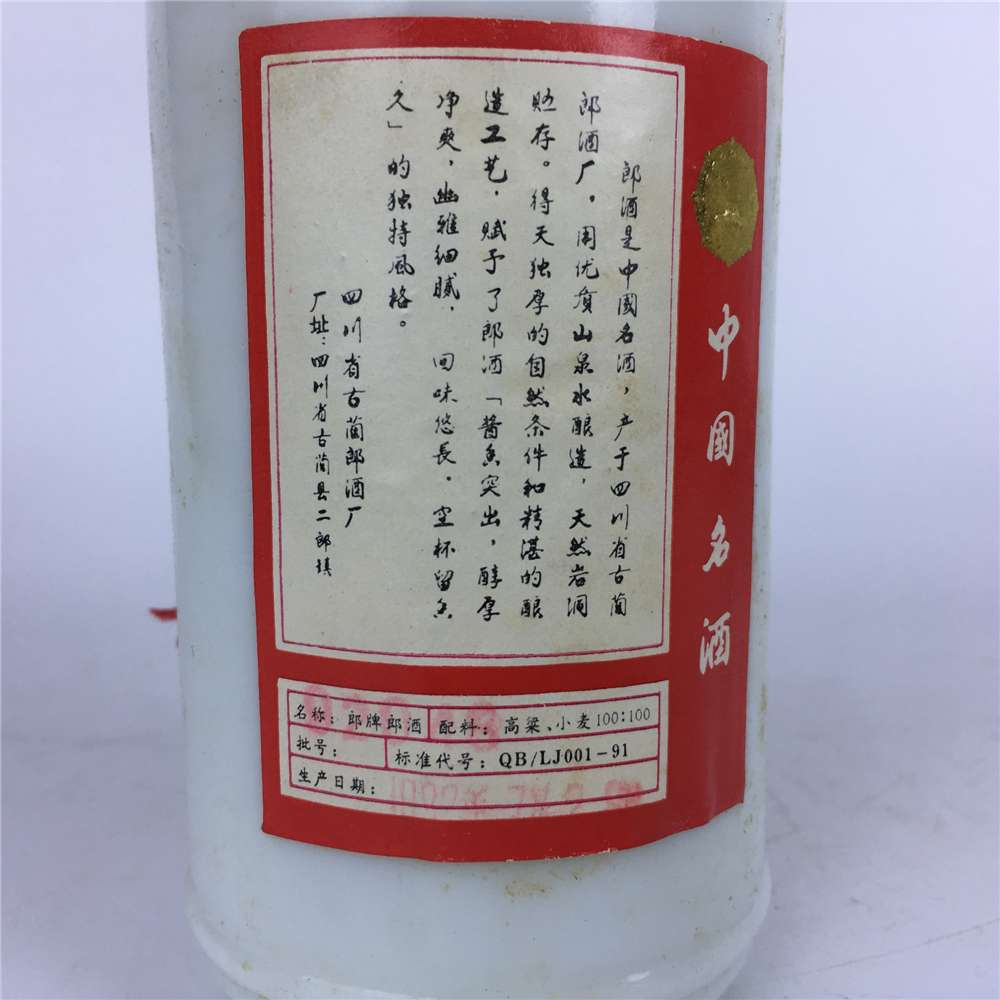 郎酒是中國名酒，产于四川省古蔺
郎酒厂。用优质山泉水酿造，天然岩洞
贮存。得天独厚的自然条件和精湛的酿
造工艺，赋予了郎酒「醬香突出，醇厚
净爽，幽雅细腻，回味悠長。空杯留香
久」的独特风格。
四川省古蔺郎酒厂
厂址：四川省古蔺县二郎镇
中國名酒
名称：郎牌郎酒 配料：高粱、小麦100:100
批号： 标准代号：QB/LJ001-91
生产日期：